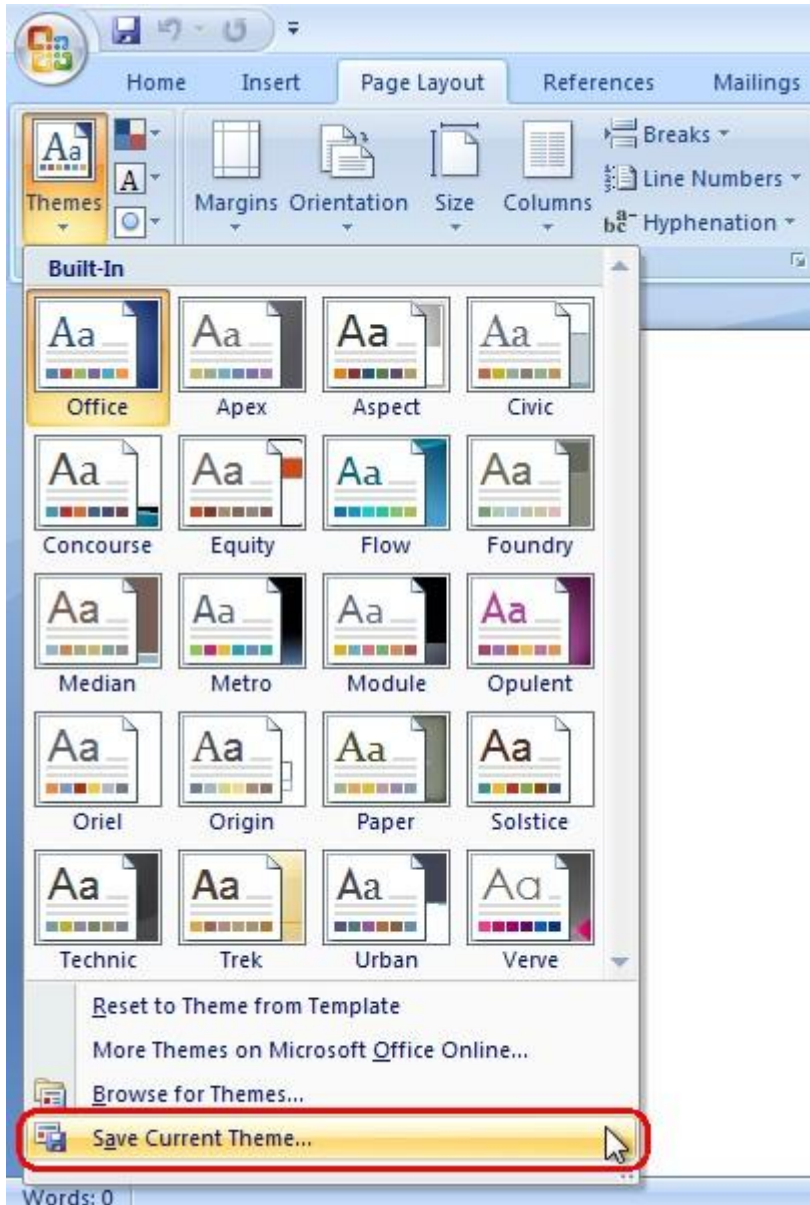 Home Insert Page Layout References Mailings
Aa A Breaks
Line Numbers
Themes Margins Orientation Size Columns
bc a- Hyphenation
Built-In
Aa Aa Aa Aa
Office Apex Aspect Civic
Aa Aa Aa Aa
Concourse Equity Flow Foundry
Aa Aa Aa Aa
Median Metro Module Opulent
Aa Aa Aa Aa
Oriel Origin Paper Solstice
Aa Aa Aa Aa
Technic Trek Urban Verve
Reset to Theme from Template
More Themes on Microsoft Office Online...
Browse for Themes...
Save Current Theme...
Words: 0